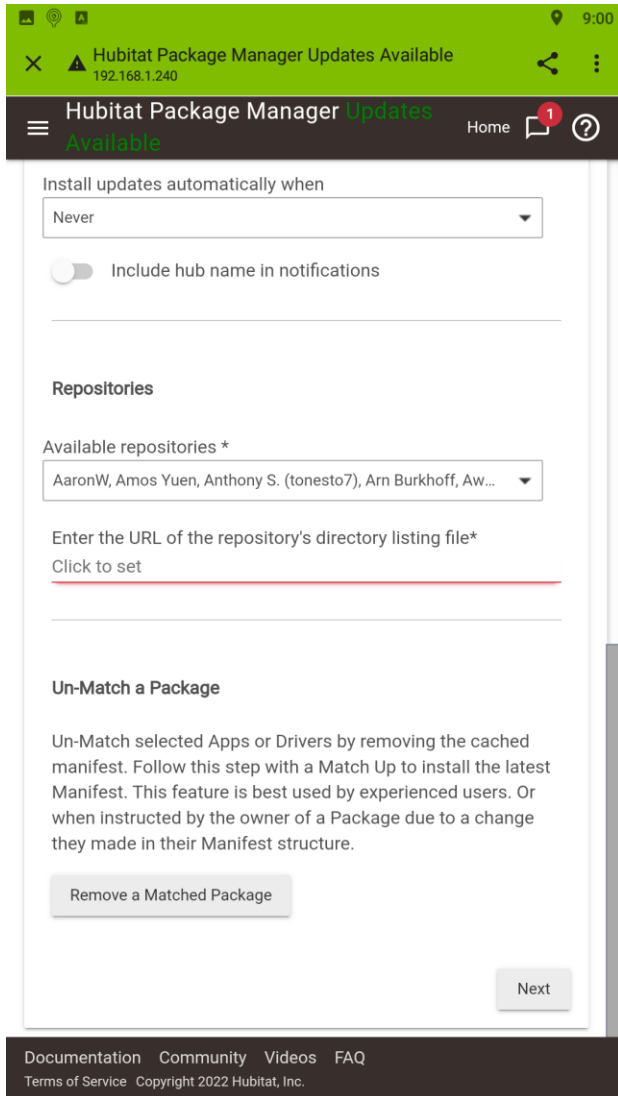 9:00
Hubitat Package Manager Updates Available
192.168.1.240
Hubitat Package Manager Updates
Available
Home
1
Install updates automatically when
Never
Include hub name in notifications
Repositories
Available repositories *
AaronW, Amos Yuen, Anthony S. (tonesto7), Arn Burkhoff, Aw...
Enter the URL of the repository's directory listing file*
Click to set
Un-Match a Package
Un-Match selected Apps or Drivers by removing the cached
manifest. Follow this step with a Match Up to install the latest
Manifest. This feature is best used by experienced users. Or
when instructed by the owner of a Package due to a change
they made in their Manifest structure.
Remove a Matched Package
Next
Documentation Community Videos FAQ
Terms of Service Copyright 2022 Hubitat, Inc.